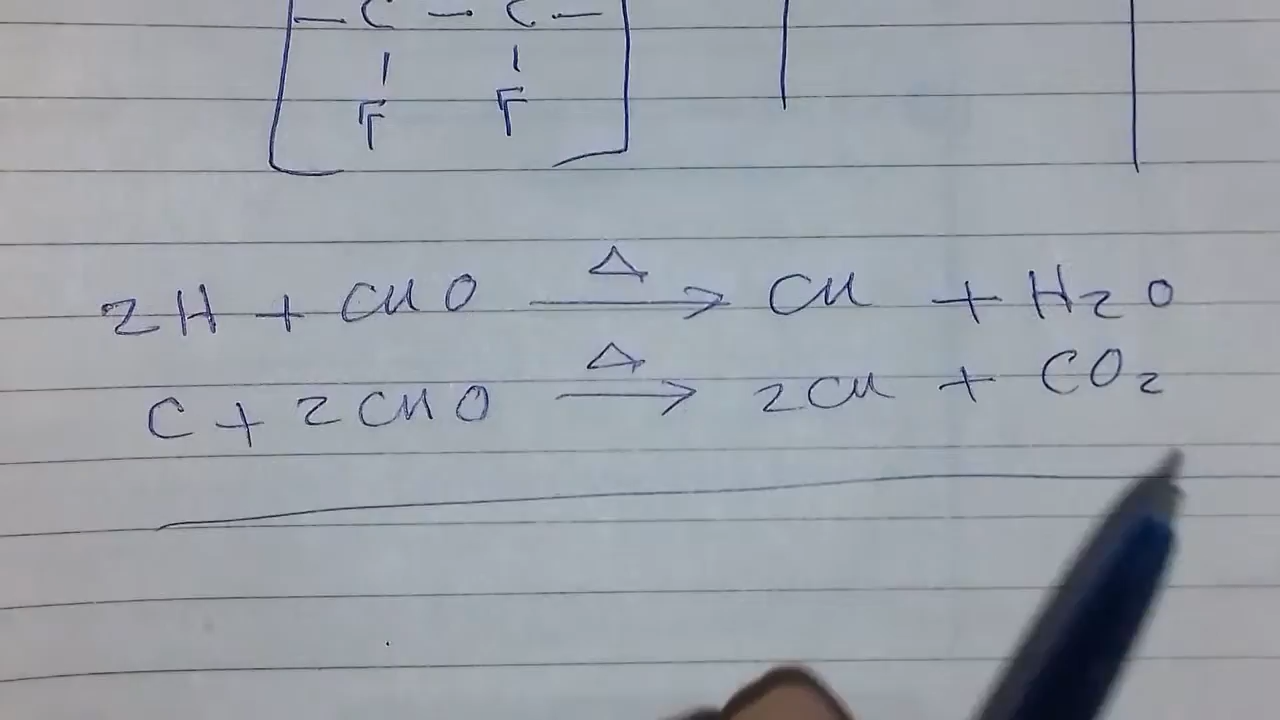 — C — C —
F F
2H + CuO —Δ→ Cu + H2O
C + 2CuO —Δ→ 2Cu + CO2